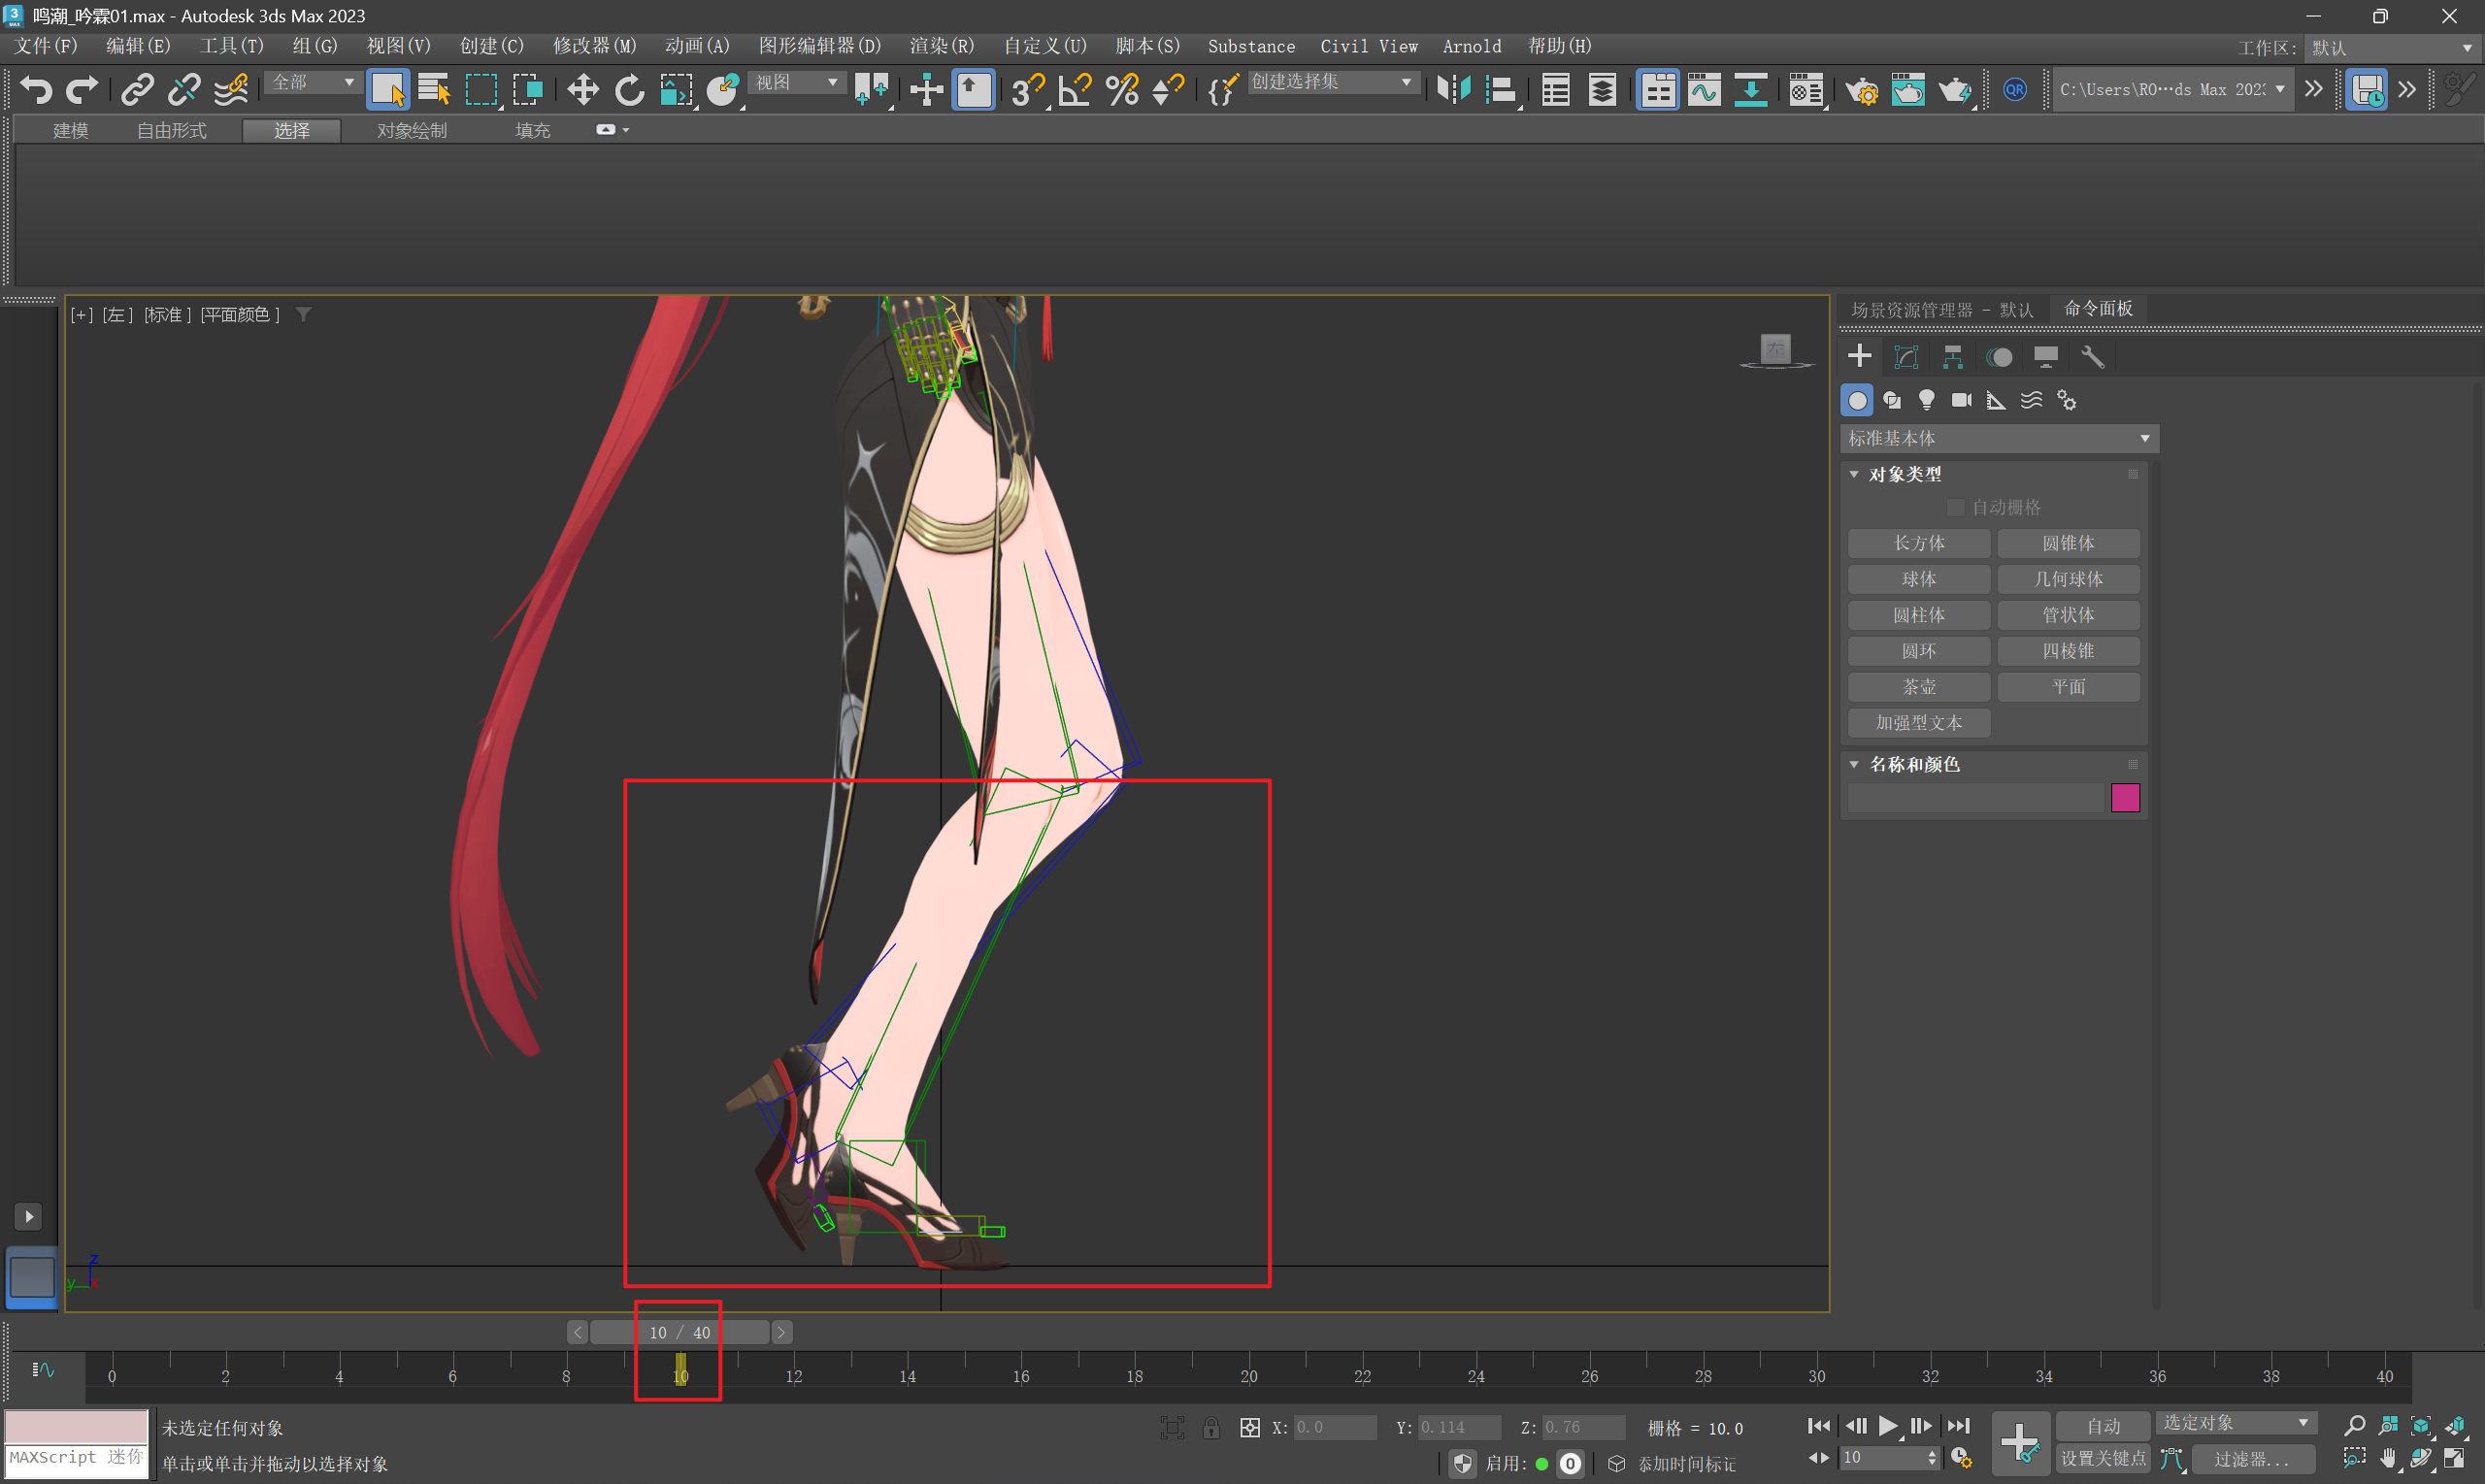 鸣潮_吟霖01.max - Autodesk 3ds Max 2023
文件(F) 编辑(E) 工具(T) 组(G) 视图(V) 创建(C) 修改器(M) 动画(A) 图形编辑器(D) 渲染(R) 自定义(U) 脚本(S) Substance Civil View Arnold 帮助(H)
工作区: 默认
全部 视图 创建选择集 QR C:\Users\RO…ds Max 202
建模 自由形式 选择 对象绘制 填充
[+] [左] [标准] [平面颜色]
左
场景资源管理器 - 默认 命令面板
标准基本体
对象类型
自动栅格
长方体 圆锥体
球体 几何球体
圆柱体 管状体
圆环 四棱锥
茶壶 平面
加强型文本
名称和颜色
z
y x
< 10 / 40 >
0 2 4 6 8 10 12 14 16 18 20 22 24 26 28 30 32 34 36 38 40
未选定任何对象
X: 0.0 Y: 0.114 Z: 0.76 栅格 = 10.0
自动 选定对象
MAXScript 迷你
单击或单击并拖动以选择对象
启用: 0 添加时间标记
10 设置关键点 过滤器...